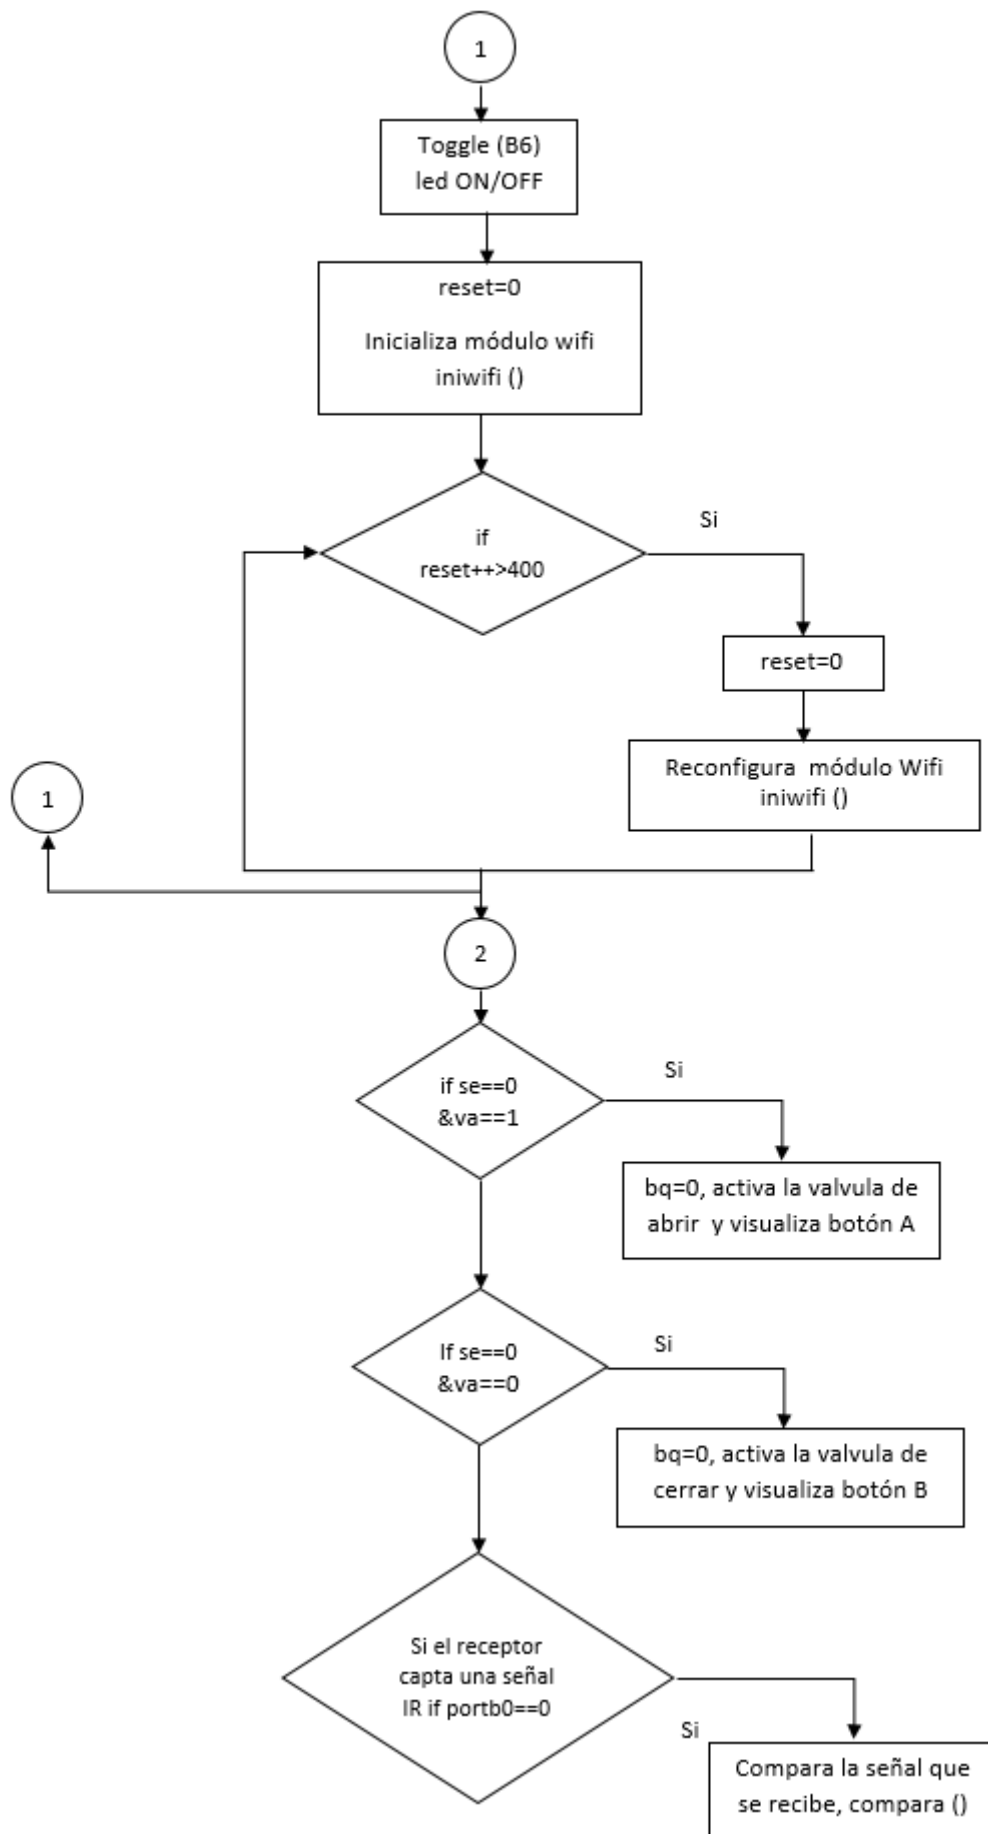 1
Toggle (B6)
led ON/OFF
reset=0
Inicializa módulo wifi
iniwifi ()
if
reset++>400
Si
reset=0
Reconfigura módulo Wifi
iniwifi ()
1
2
if se==0
&va==1
Si
bq=0, activa la valvula de
abrir y visualiza botón A
If se==0
&va==0
Si
bq=0, activa la valvula de
cerrar y visualiza botón B
Si el receptor
capta una señal
IR if portb0==0
Si
Compara la señal que
se recibe, compara ()